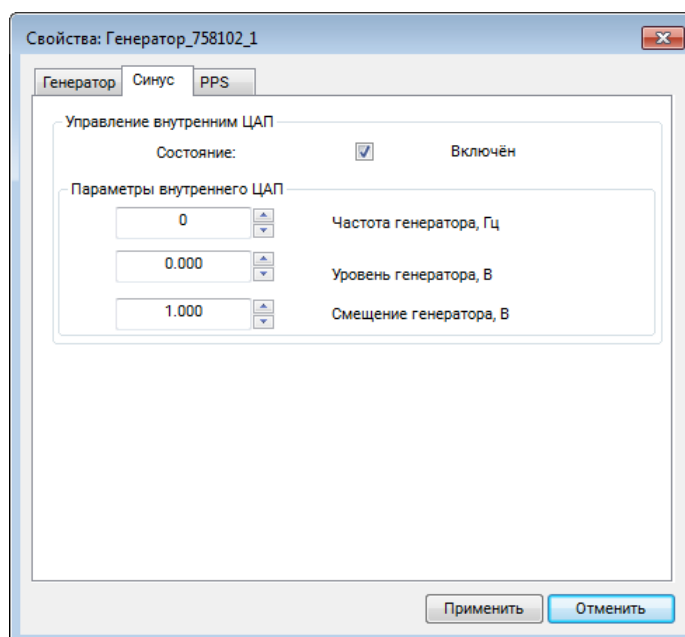 Свойства: Генератор_758102_1
Генератор Синус PPS
Управление внутренним ЦАП
Состояние: Включён
Параметры внутреннего ЦАП
0 Частота генератора, Гц
0.000 Уровень генератора, В
1.000 Смещение генератора, В
Применить Отменить